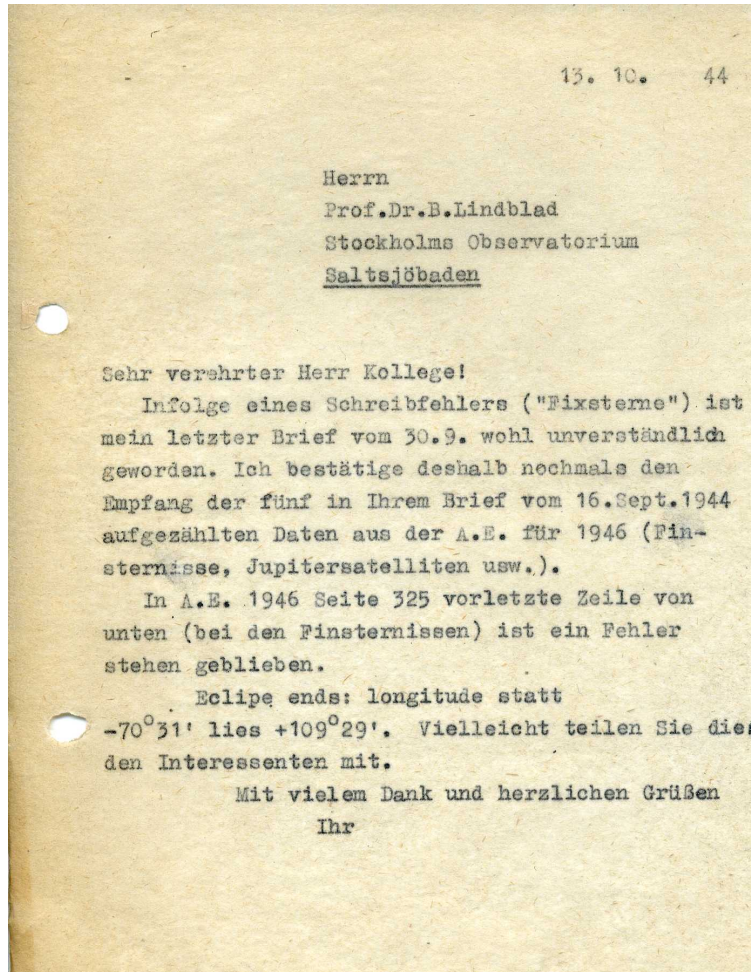 13. 10. 44
Herrn
Prof.Dr.B.Lindblad
Stockholms Observatorium
Saltsjöbaden
Sehr verehrter Herr Kollege!
Infolge eines Schreibfehlers ("Fixsterne") ist
mein letzter Brief vom 30.9. wohl unverständlich
geworden. Ich bestätige deshalb nochmals den
Empfang der fünf in Ihrem Brief vom 16.Sept.1944
aufgezählten Daten aus der A.E. für 1946 (Fin-
sternisse, Jupitersatelliten usw.).
In A.E. 1946 Seite 325 vorletzte Zeile von
unten (bei den Finsternissen) ist ein Fehler
stehen geblieben.
Eclipe ends: longitude statt
-70°31' lies +109°29'. Vielleicht teilen Sie dies
den Interessenten mit.
Mit vielem Dank und herzlichen Grüßen
Ihr